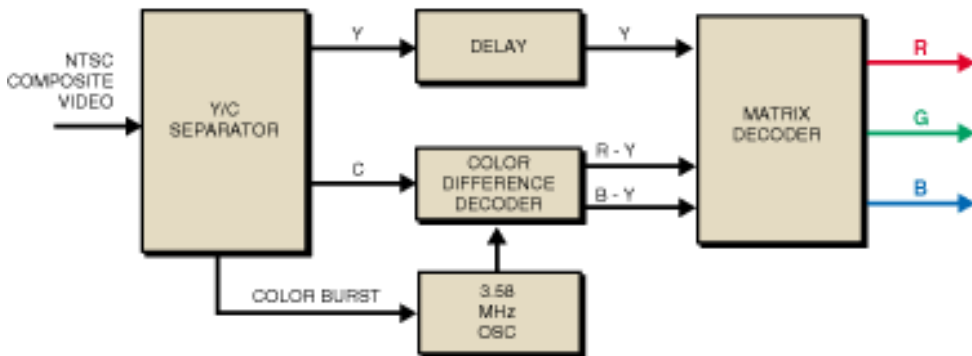 NTSC
COMPOSITE
VIDEO
Y/C
SEPARATOR
Y
DELAY
Y
C
COLOR
DIFFERENCE
DECODER
R - Y
B - Y
MATRIX
DECODER
R
G
B
COLOR BURST
3.58
MHz
OSC